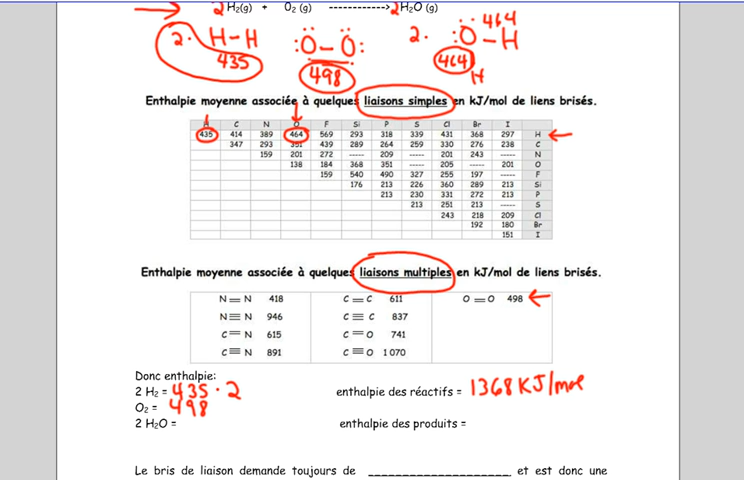 2 H₂(g) + O₂ (g) ------------> 2 H₂O (g)
2. H-H :Ö-Ö: 2. :Ö-H 464
435 498 464 H
Enthalpie moyenne associée à quelques liaisons simples en kJ/mol de liens brisés.
H C N O F Si P S Cl Br I
435 414 389 464 569 293 318 339 431 368 297 H
347 293 351 439 289 264 259 330 276 238 C
159 201 272 ----- 209 ----- 201 243 ----- N
138 184 368 351 ----- 205 ----- 201 O
159 540 490 327 255 197 ----- F
176 213 226 360 289 213 Si
213 230 331 272 213 P
213 251 213 ----- S
243 218 209 Cl
192 180 Br
151 I
Enthalpie moyenne associée à quelques liaisons multiples en kJ/mol de liens brisés.
N=N 418 C=C 611 O=O 498
N≡N 946 C≡C 837
C=N 615 C=O 741
C≡N 891 C≡O 1 070
Donc enthalpie:
2 H₂ = 435 · 2 enthalpie des réactifs = 1368 KJ/mol
O₂ = 498
2 H₂O = enthalpie des produits =
Le bris de liaison demande toujours de ____________________ et est donc une